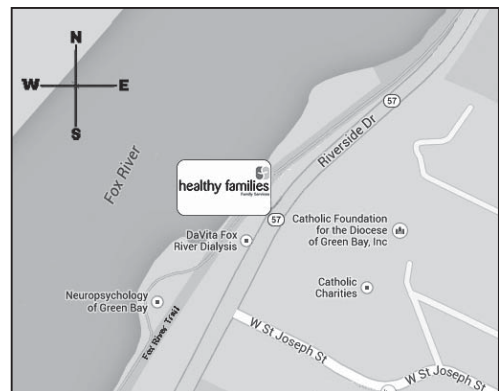 N
W E
S
Fox River
57
Riverside Dr
healthy families
Family Services
57
DaVita Fox
River Dialysis
Catholic Foundation
for the Diocese
of Green Bay, Inc
Catholic
Charities
Neuropsychology
of Green Bay
Fox River Trail
W St Joseph St
W St Joseph St